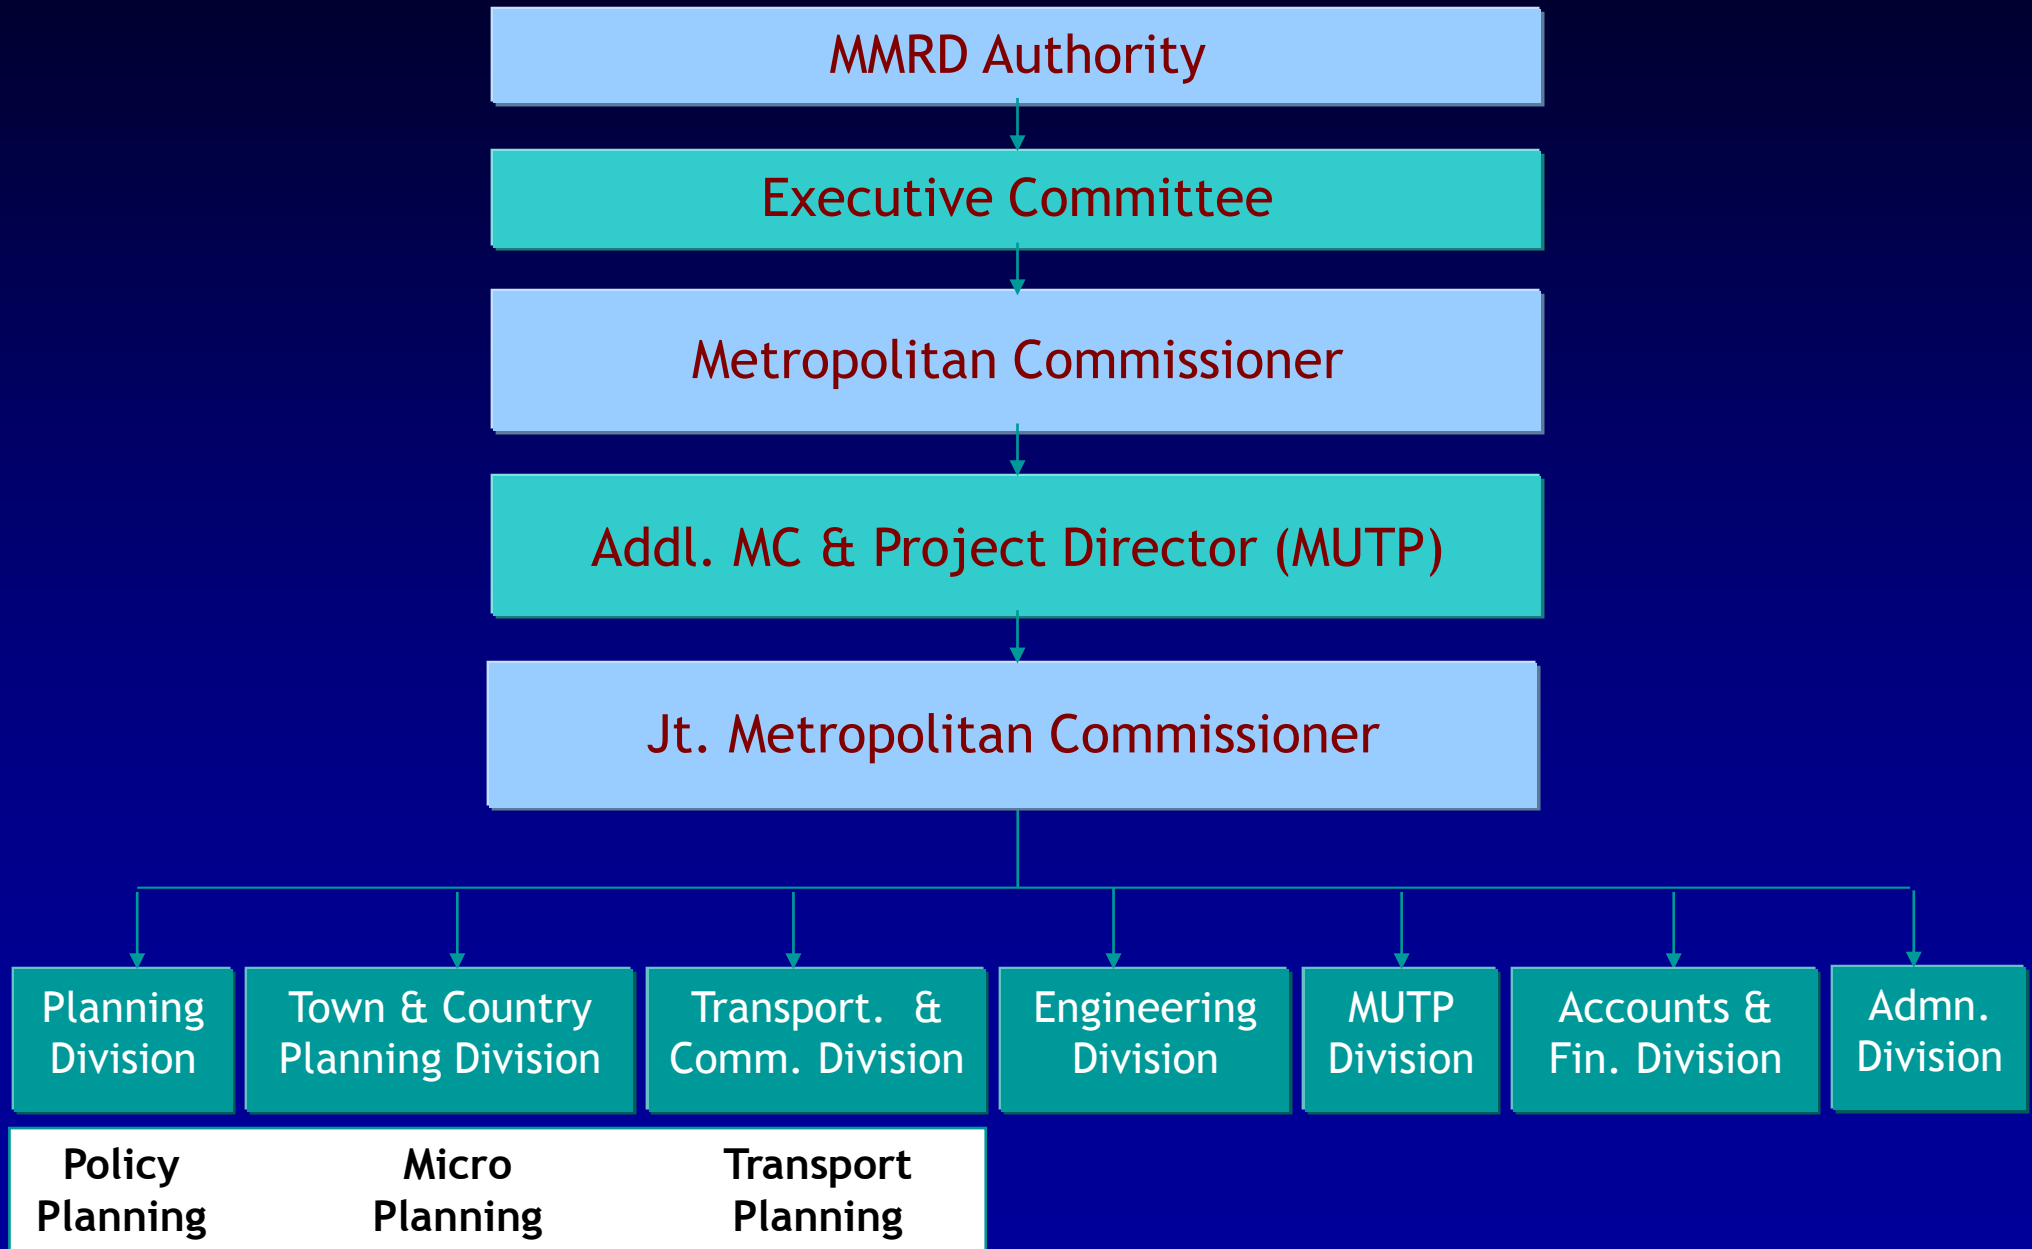 MMRD Authority
Executive Committee
Metropolitan Commissioner
Addl. MC & Project Director (MUTP)
Jt. Metropolitan Commissioner
Planning
Division
Town & Country
Planning Division
Transport. &
Comm. Division
Engineering
Division
MUTP
Division
Accounts &
Fin. Division
Admn.
Division
Policy
Planning
Micro
Planning
Transport
Planning